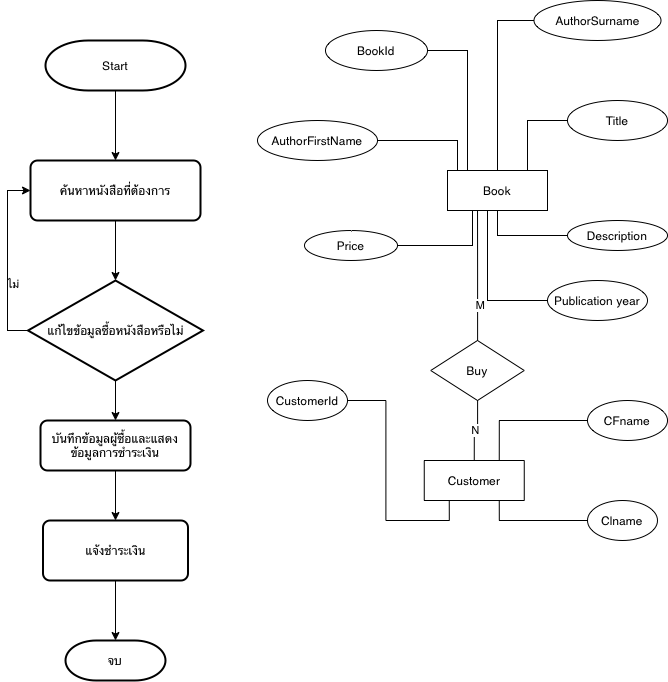 Start
ค้นหาหนังสือที่ต้องการ
ไม่
แก้ไขข้อมูลซื้อหนังสือหรือไม่
บันทึกข้อมูลผู้ซื้อและแสดง
ข้อมูลการชำระเงิน
แจ้งชำระเงิน
จบ
AuthorSurname
BookId
Title
AuthorFirstName
Book
Description
Price
Publication year
M
Buy
CustomerId
CFname
N
Customer
Clname